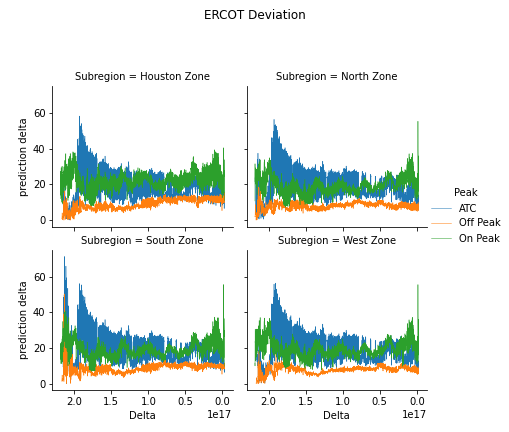 ERCOT Deviation
Subregion = Houston Zone
Subregion = North Zone
60
40
20
0
prediction delta
Peak
ATC
Off Peak
On Peak
Subregion = South Zone
Subregion = West Zone
60
40
20
0
prediction delta
2.0 1.5 1.0 0.5 0.0
1e17
Delta
2.0 1.5 1.0 0.5 0.0
1e17
Delta